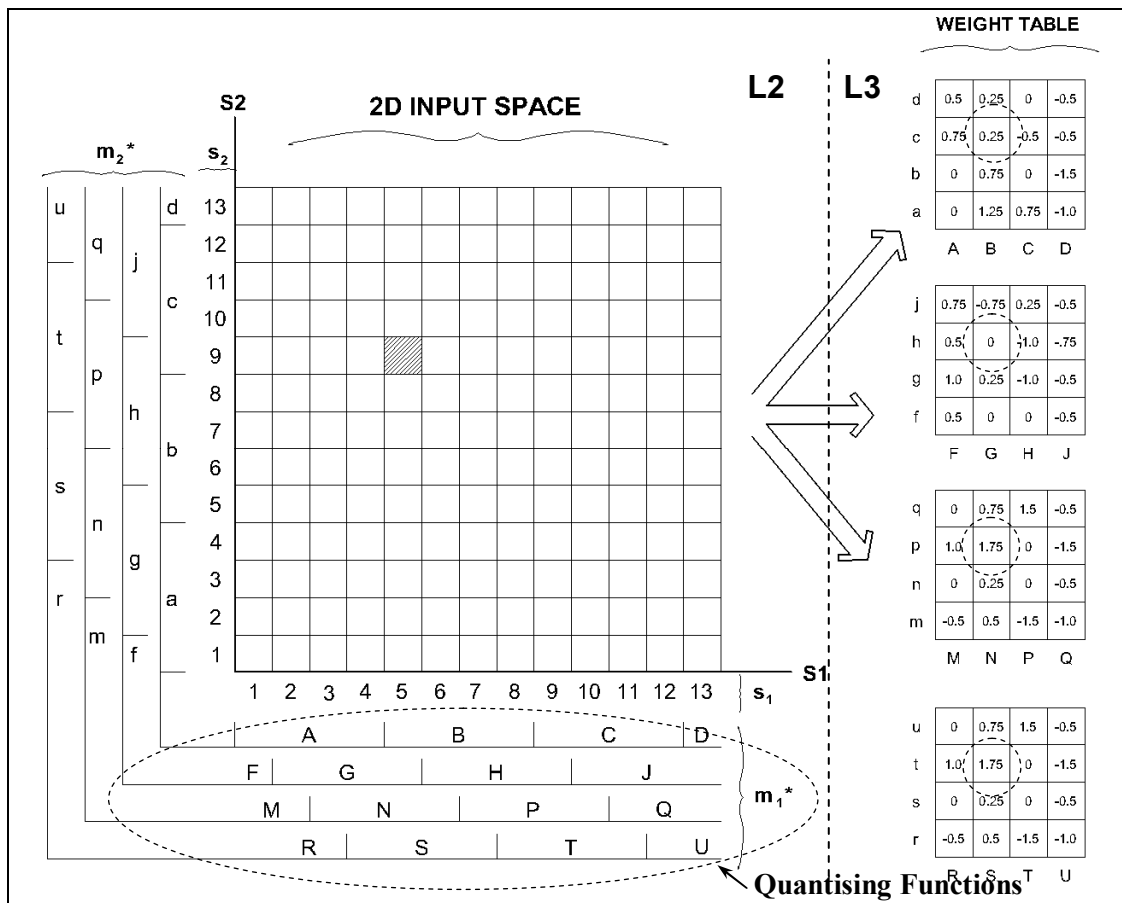 WEIGHT TABLE
L2 L3
S2 2D INPUT SPACE
m2* s2
u q j d 13
12
11
t p h c 10
9
8
7
s n g b 6
5
4
3
r m f a 2
1
S1
1 2 3 4 5 6 7 8 9 10 11 12 13 s1
A B C D
F G H J
M N P Q
R S T U
m1*
Quantising Functions
d 0.5 0.25 0 -0.5
c 0.75 0.25 -0.5 -0.5
b 0 0.75 0 -1.5
a 0 1.25 0.75 -1.0
A B C D
j 0.75 -0.75 0.25 -0.5
h 0.5 0 -1.0 -.75
g 1.0 0.25 -1.0 -0.5
f 0.5 0 0 -0.5
F G H J
q 0 0.75 1.5 -0.5
p 1.0 1.75 0 -1.5
n 0 0.25 0 -0.5
m -0.5 0.5 -1.5 -1.0
M N P Q
u 0 0.75 1.5 -0.5
t 1.0 1.75 0 -1.5
s 0 0.25 0 -0.5
r -0.5 0.5 -1.5 -1.0
R S T U